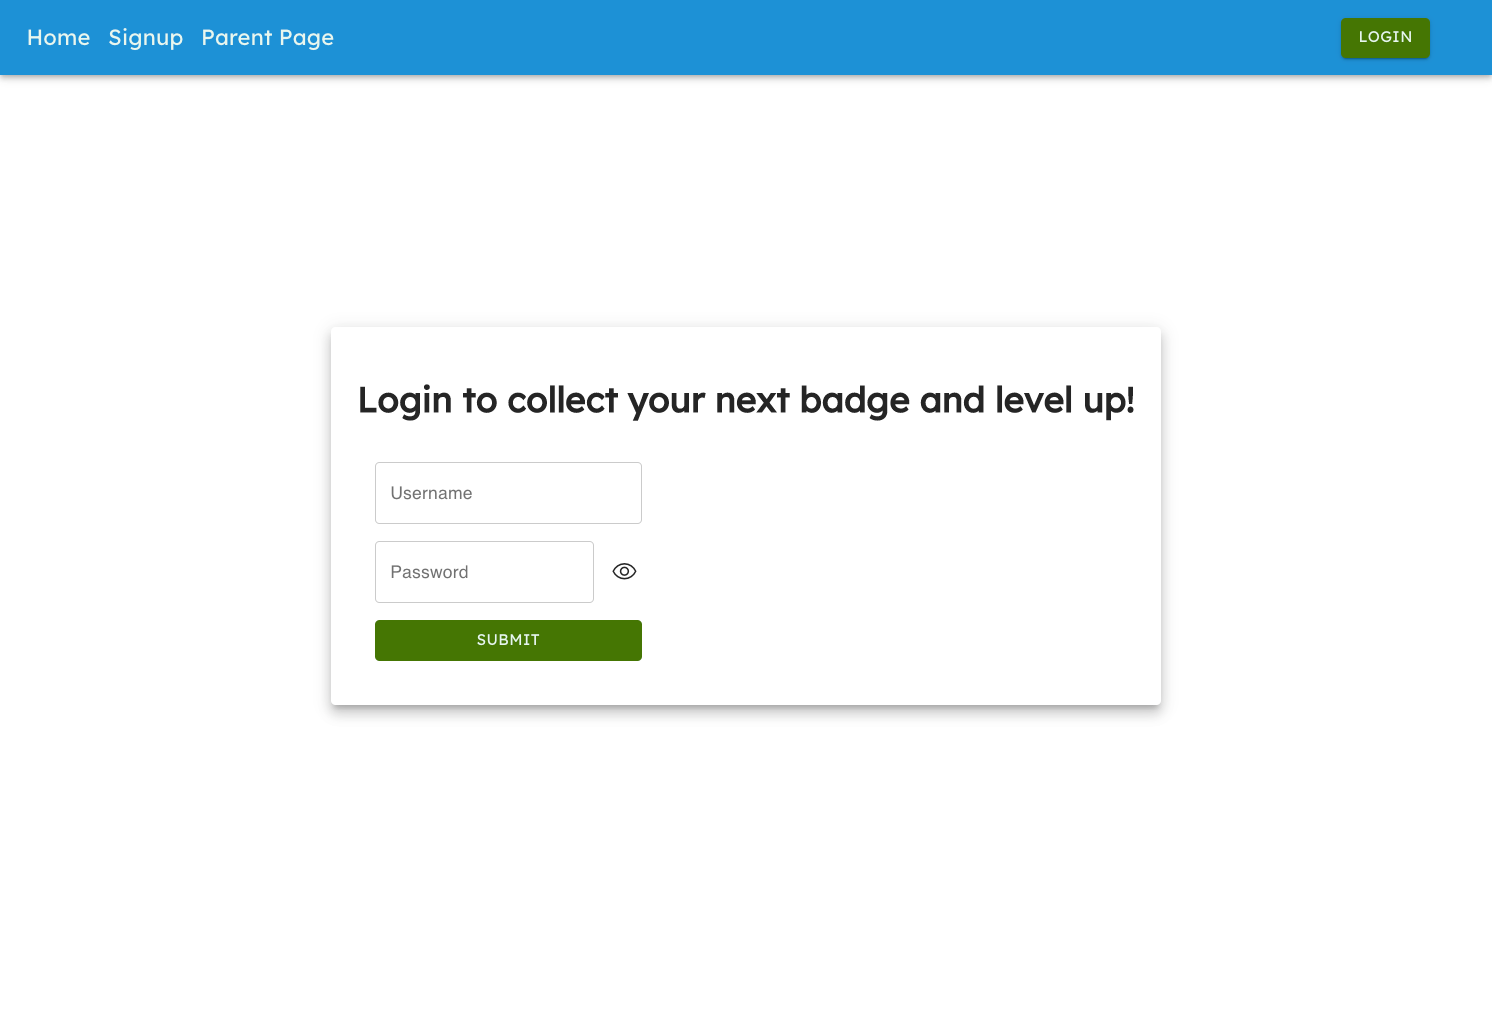 Home Signup Parent Page LOGIN
Login to collect your next badge and level up!
Username
Password
SUBMIT